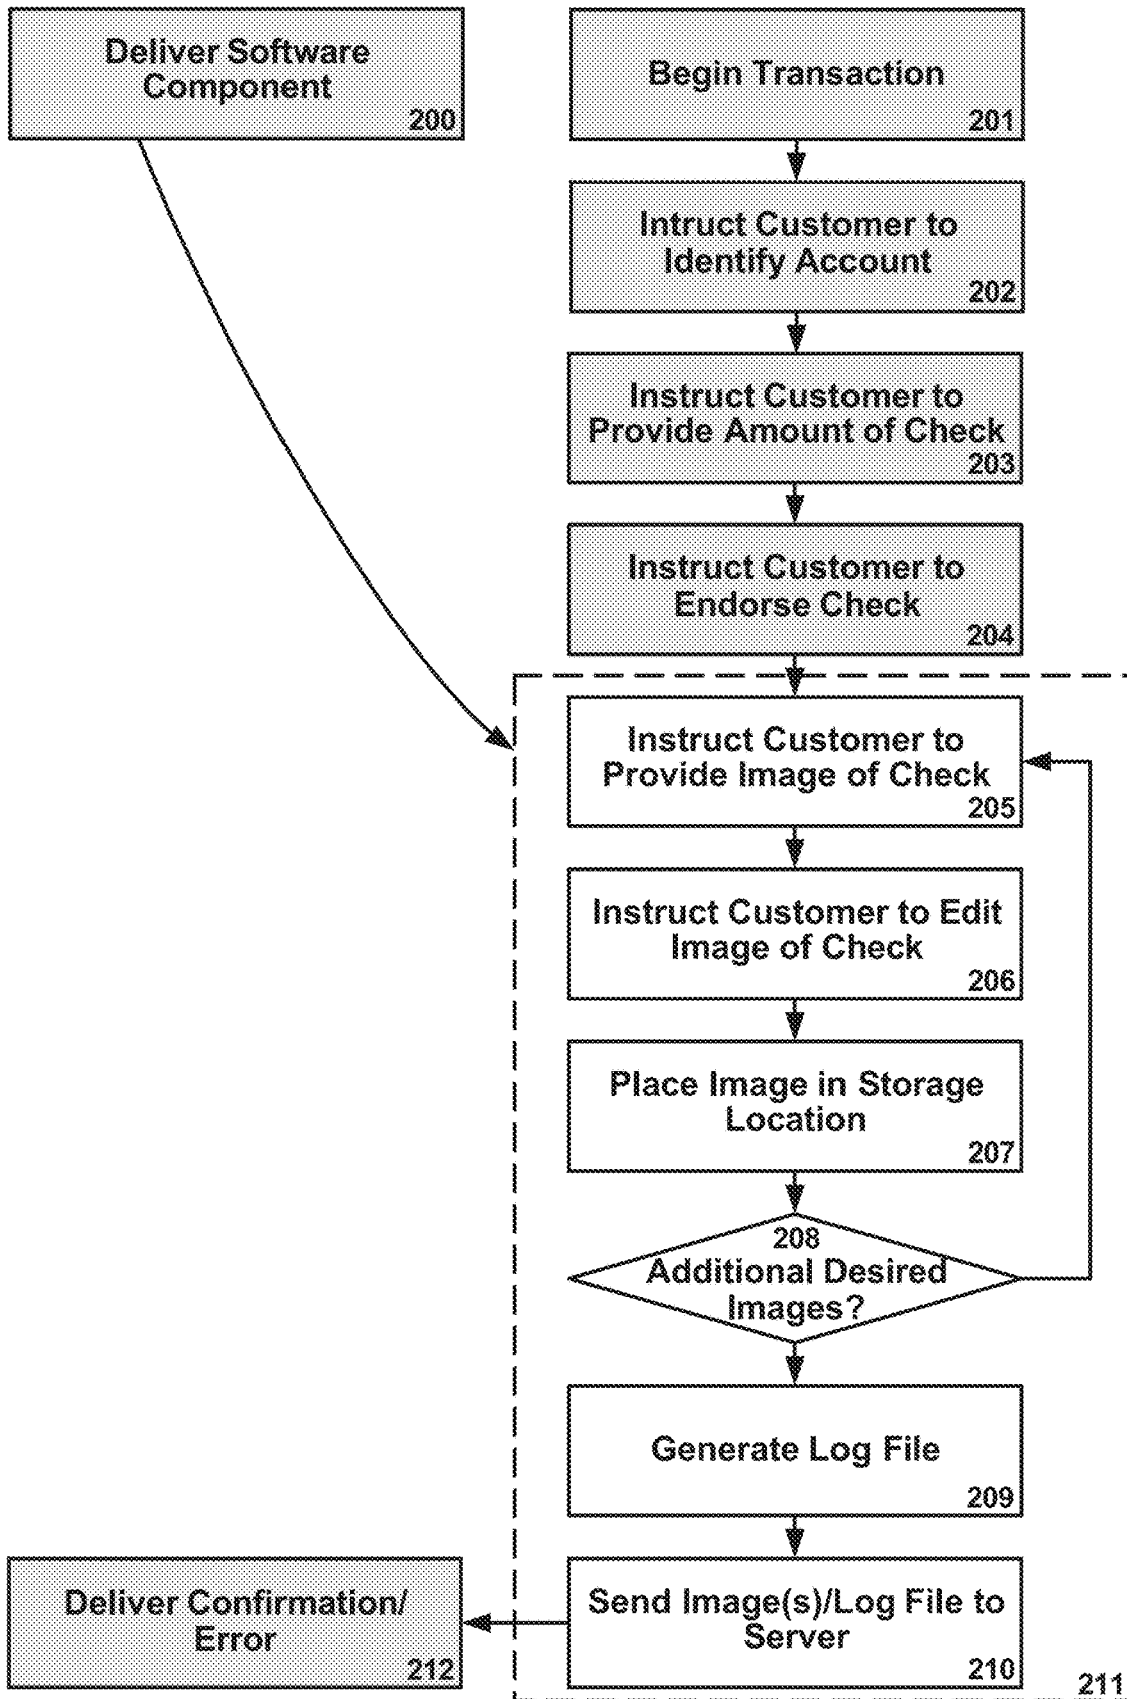 Deliver Software
Component
200
Begin Transaction
201
Intruct Customer to
Identify Account
202
Instruct Customer to
Provide Amount of Check
203
Instruct Customer to
Endorse Check
204
Instruct Customer to
Provide Image of Check
205
Instruct Customer to Edit
Image of Check
206
Place Image in Storage
Location
207
208
Additional Desired
Images?
Generate Log File
209
Send Image(s)/Log File to
Server
210
211
Deliver Confirmation/
Error
212